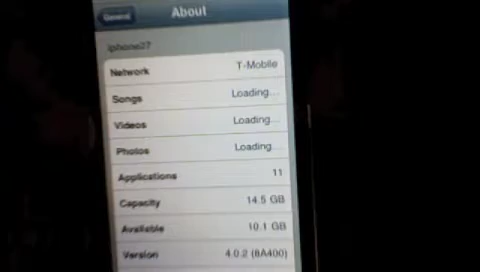 General
About
iphone27
Network T-Mobile
Songs Loading...
Videos Loading...
Photos Loading...
Applications 11
Capacity 14.5 GB
Available 10.1 GB
Version 4.0.2 (8A400)